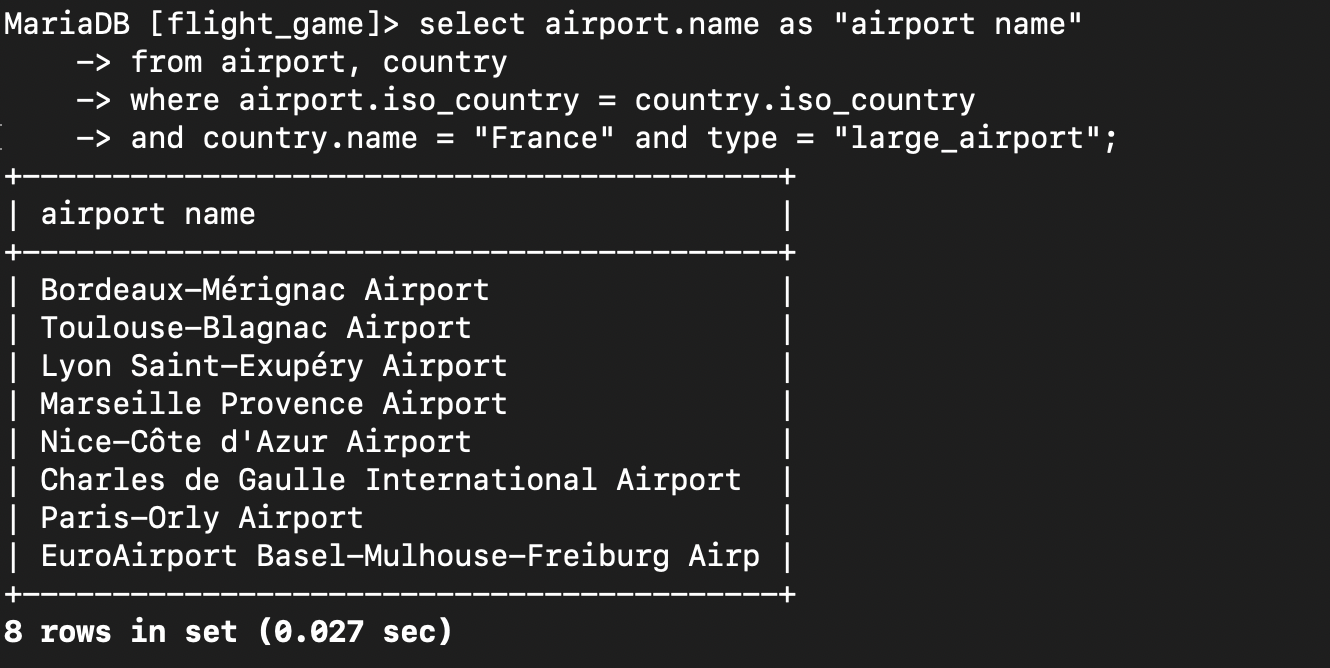 MariaDB [flight_game]> select airport.name as "airport name"
    -> from airport, country
    -> where airport.iso_country = country.iso_country
    -> and country.name = "France" and type = "large_airport";
+------------------------------------------+
| airport name                             |
+------------------------------------------+
| Bordeaux-Mérignac Airport                |
| Toulouse-Blagnac Airport                 |
| Lyon Saint-Exupéry Airport               |
| Marseille Provence Airport               |
| Nice-Côte d'Azur Airport                 |
| Charles de Gaulle International Airport  |
| Paris-Orly Airport                       |
| EuroAirport Basel-Mulhouse-Freiburg Airp |
+------------------------------------------+
8 rows in set (0.027 sec)